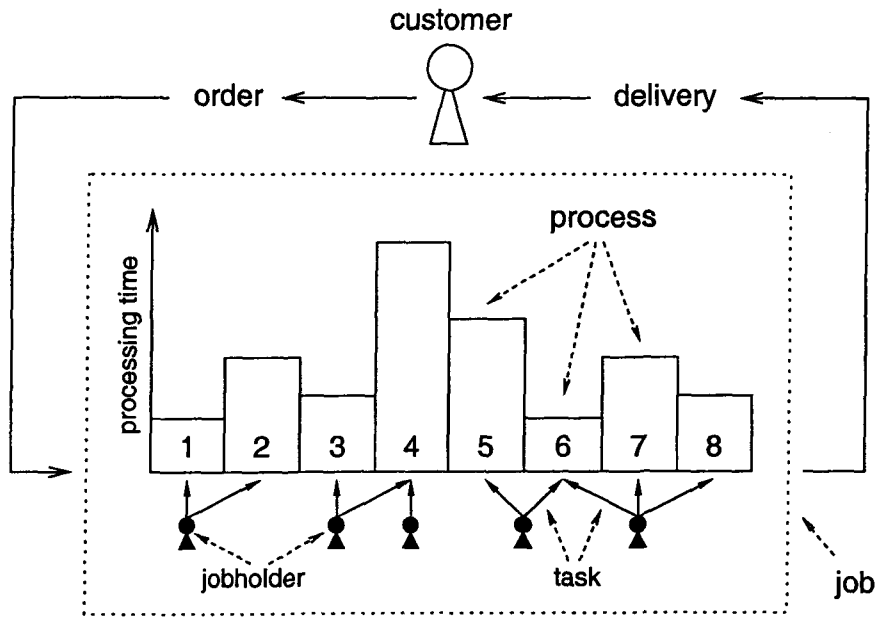 customer
order
delivery
process
processing time
1 2 3 4 5 6 7 8
jobholder
task
job